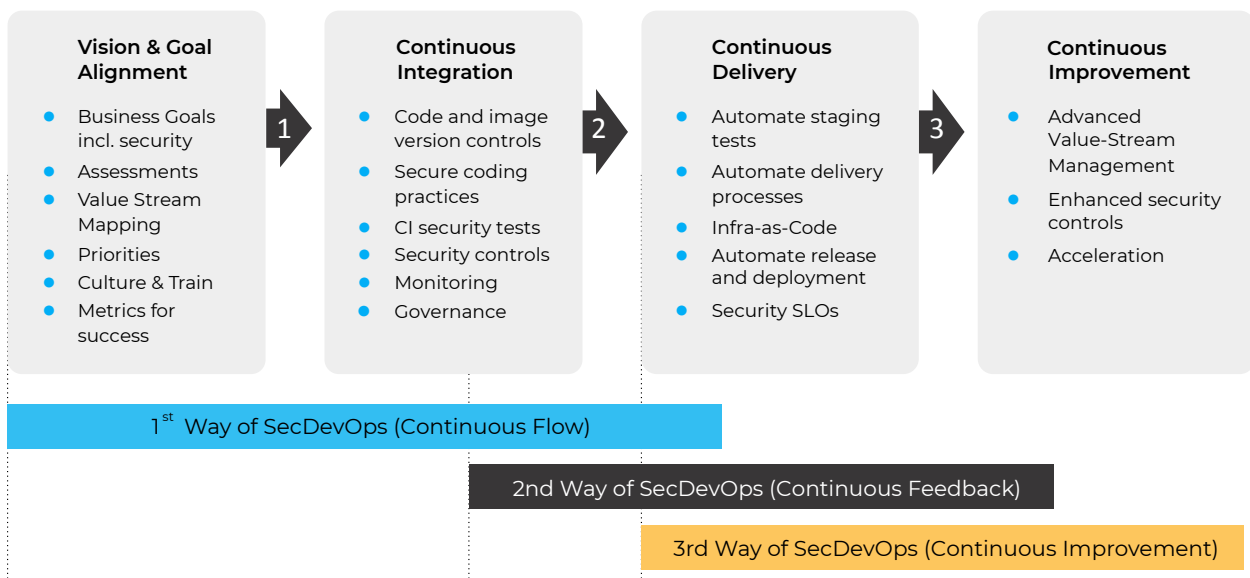 Vision & Goal
Alignment
Business Goals
incl. security
Assessments
Value Stream
Mapping
Priorities
Culture & Train
Metrics for
success
1
Continuous
Integration
Code and image
version controls
Secure coding
practices
CI security tests
Security controls
Monitoring
Governance
2
Continuous
Delivery
Automate staging
tests
Automate delivery
processes
Infra-as-Code
Automate release
and deployment
Security SLOs
3
Continuous
Improvement
Advanced
Value-Stream
Management
Enhanced security
controls
Acceleration
1st Way of SecDevOps (Continuous Flow)
2nd Way of SecDevOps (Continuous Feedback)
3rd Way of SecDevOps (Continuous Improvement)